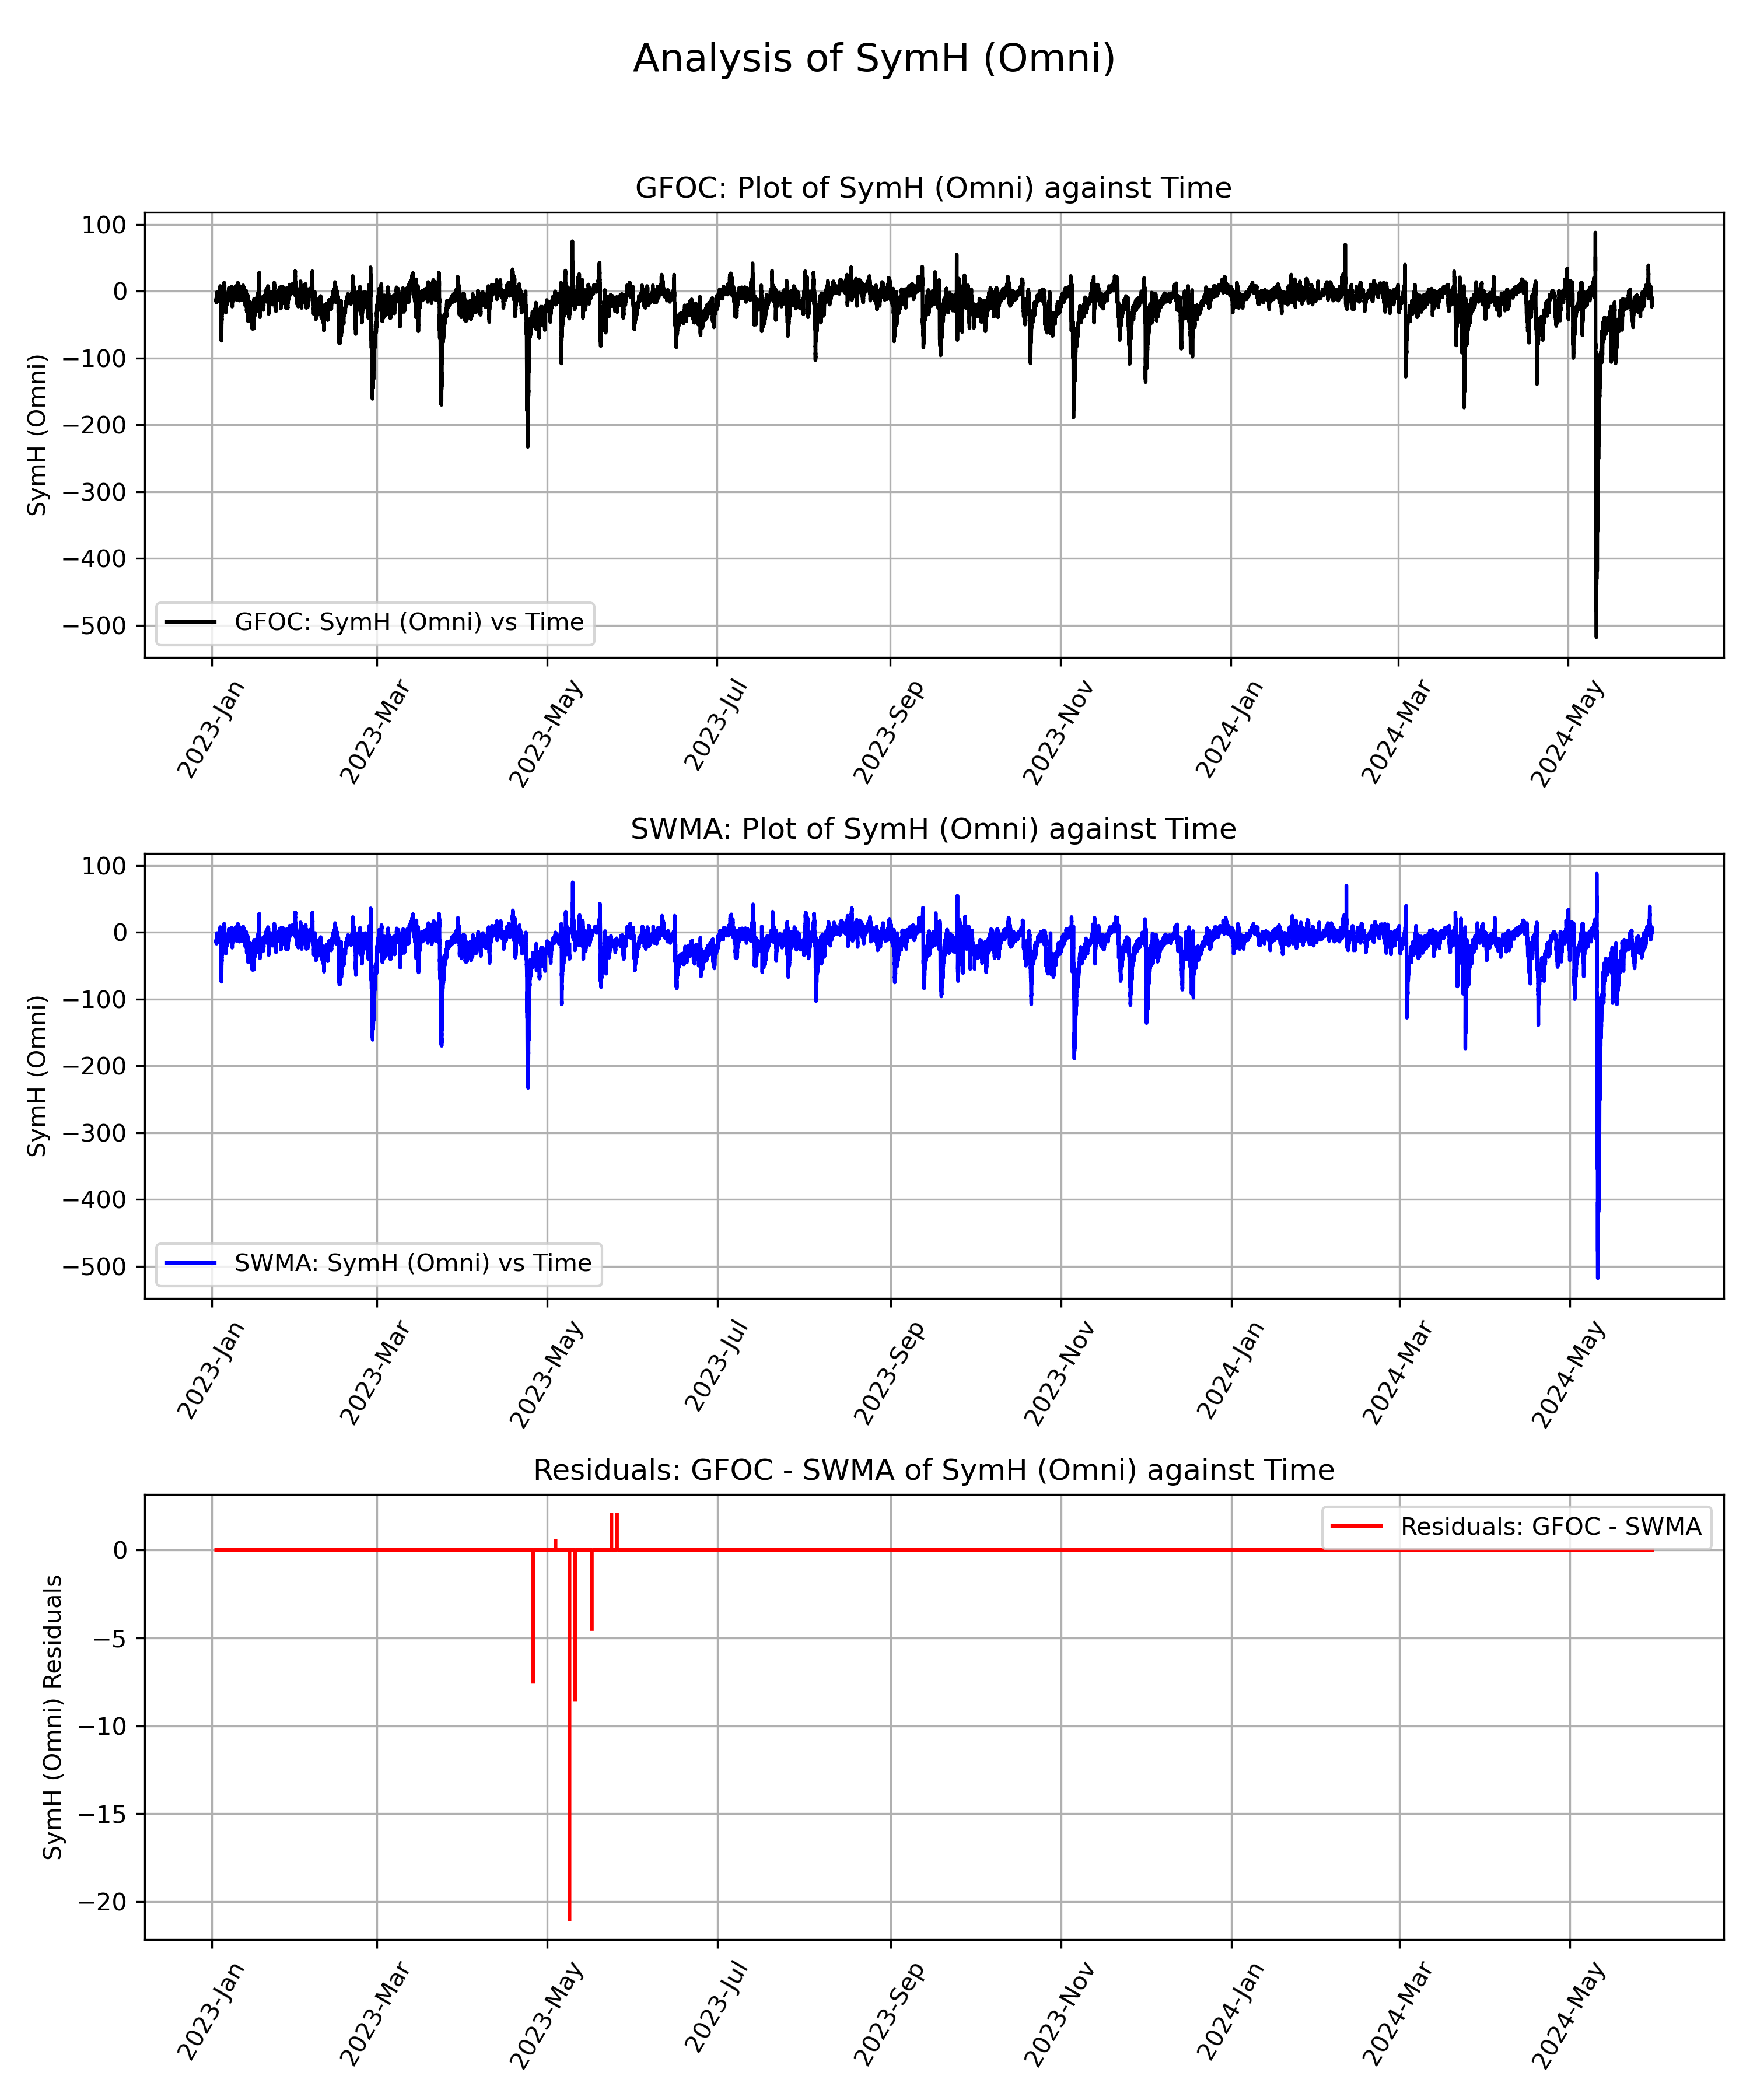 Analysis of SymH (Omni)
GFOC: Plot of SymH (Omni) against Time
SymH (Omni)
100
0
−100
−200
−300
−400
−500
GFOC: SymH (Omni) vs Time
2023-Jan
2023-Mar
2023-May
2023-Jul
2023-Sep
2023-Nov
2024-Jan
2024-Mar
2024-May
SWMA: Plot of SymH (Omni) against Time
SymH (Omni)
100
0
−100
−200
−300
−400
−500
SWMA: SymH (Omni) vs Time
2023-Jan
2023-Mar
2023-May
2023-Jul
2023-Sep
2023-Nov
2024-Jan
2024-Mar
2024-May
Residuals: GFOC - SWMA of SymH (Omni) against Time
SymH (Omni) Residuals
0
−5
−10
−15
−20
Residuals: GFOC - SWMA
2023-Jan
2023-Mar
2023-May
2023-Jul
2023-Sep
2023-Nov
2024-Jan
2024-Mar
2024-May